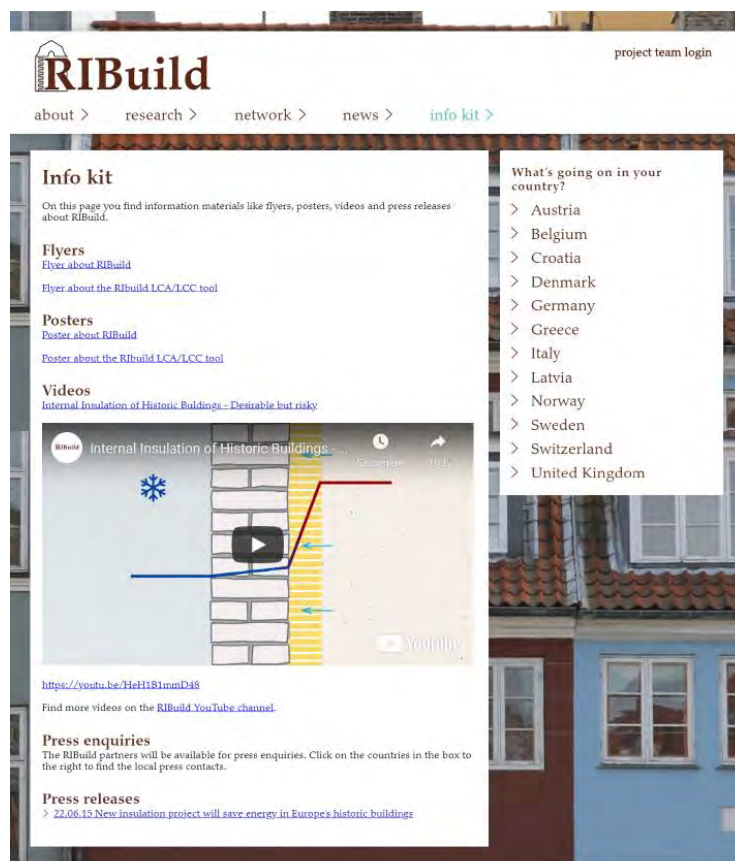 RIBuild
project team login
about >
research >
network >
news >
info kit >
Info kit
On this page you find information materials like flyers, posters, videos and press releases
about RIBuild.
Flyers
Flyer about RIBuild
Flyer about the RIbuild LCA/LCC tool
Posters
Poster about RIBuild
Poster about the RIbuild LCA/LCC tool
Videos
Internal Insulation of Historic Buldings - Desirable but risky
RIBuild
Internal Insulation of Historic Buildings - ...
YouTube
https://youtu.be/HeH1B1mmD48
Find more videos on the RIBuild YouTube channel.
Press enquiries
The RIBuild partners will be available for press enquiries. Click on the countries in the box to
the right to find the local press contacts.
Press releases
> 22.06.15 New insulation project will save energy in Europe's historic buildings
What´s going on in your
country?
> Austria
> Belgium
> Croatia
> Denmark
> Germany
> Greece
> Italy
> Latvia
> Norway
> Sweden
> Switzerland
> United Kingdom